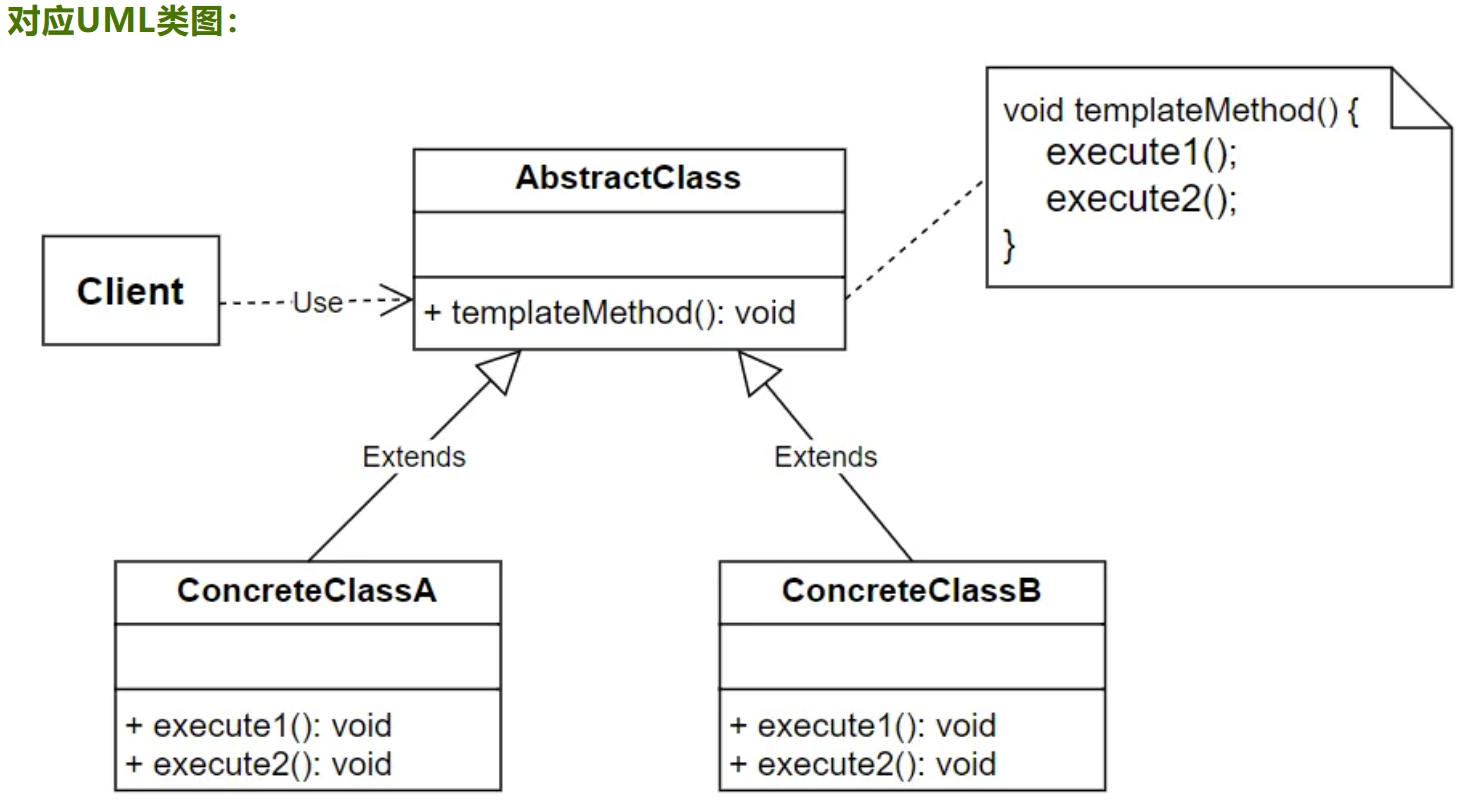 对应UML类图：
void templateMethod() {
execute1();
execute2();
}
AbstractClass
+ templateMethod(): void
Client
Use
Extends
Extends
ConcreteClassA
+ execute1(): void
+ execute2(): void
ConcreteClassB
+ execute1(): void
+ execute2(): void